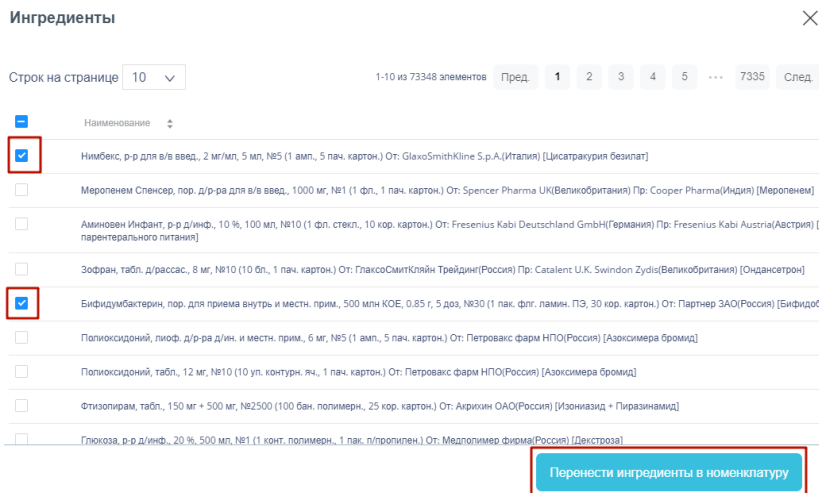 Ингредиенты
Строк на странице 10
1-10 из 73348 элементов Пред. 1 2 3 4 5 ••• 7335 След.
Наименование
Нимбекс, р-р для в/в введ., 2 мг/мл, 5 мл, №5 (1 амп., 5 пач. картон.) От: GlaxoSmithKline S.p.A.(Италия) [Цисатракурия безилат]
Меропенем Спенсер, пор. д/р-ра для в/в введ., 1000 мг, №1 (1 фл., 1 пач. картон.) От: Spencer Pharma UK(Великобритания) Пр: Cooper Pharma(Индия) [Меропенем]
Аминовен Инфант, р-р д/инф., 10 %, 100 мл, №10 (1 фл. стекл., 10 кор. картон.) От: Fresenius Kabi Deutschland GmbH(Германия) Пр: Fresenius Kabi Austria(Австрия) [
парентерального питания]
Зофран, табл. д/рассас., 8 мг, №10 (10 бл., 1 пач. картон.) От: ГлаксоСмитКляйн Трейдинг(Россия) Пр: Catalent U.K. Swindon Zydis(Великобритания) [Ондансетрон]
Бифидумбактерин, пор. для приема внутрь и местн. прим., 500 млн КОЕ, 0.85 г, 5 доз, №30 (1 пак. флг. ламин. ПЭ, 30 кор. картон.) От: Партнер ЗАО(Россия) [Бифидоб
Полиоксидоний, лиоф. д/р-ра д/ин. и местн. прим., 6 мг, №5 (1 амп., 5 пач. картон.) От: Петровакс фарм НПО(Россия) [Азоксимера бромид]
Полиоксидоний, табл., 12 мг, №10 (10 уп. контурн. яч., 1 пач. картон.) От: Петровакс фарм НПО(Россия) [Азоксимера бромид]
Фтизопирам, табл., 150 мг + 500 мг, №2500 (100 бан. полимерн., 25 кор. картон.) От: Акрихин ОАО(Россия) [Изониазид + Пиразинамид]
Глюкоза, р-р д/инф., 20 %, 500 мл, №1 (1 конт. полимерн., 1 пак. п/пропилен.) От: Медполимер фирма(Россия) [Декстроза]
Перенести ингредиенты в номенклатуру